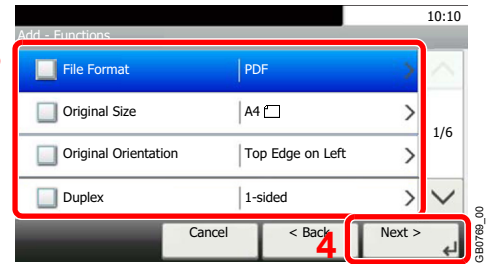 10:10
Add - Functions
File Format PDF
Original Size A4
1/6
Original Orientation Top Edge on Left
Duplex 1-sided
Cancel < Back Next >
4
GB0769_00